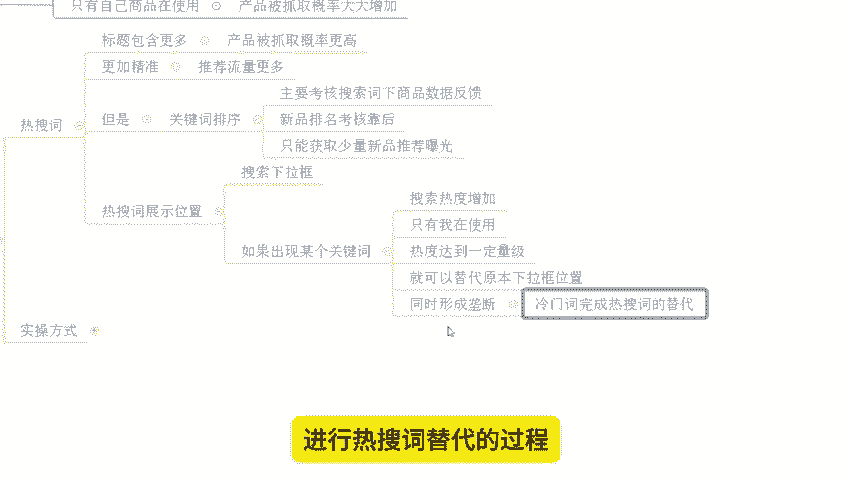 只有自己商品在使用 产品被抓取概率大大增加
标题包含更多 产品被抓取概率更高
更加精准 推荐流量更多
热搜词
但是 关键词排序
主要考核搜索词下商品数据反馈
新品排名考核靠后
只能获取少量新品推荐曝光
热搜词展示位置
搜索下拉框
如果出现某个关键词
搜索热度增加
只有我在使用
热度达到一定量级
就可以替代原本下拉框位置
同时形成垄断 冷门词完成热搜词的替代
实操方式
进行热搜词替代的过程